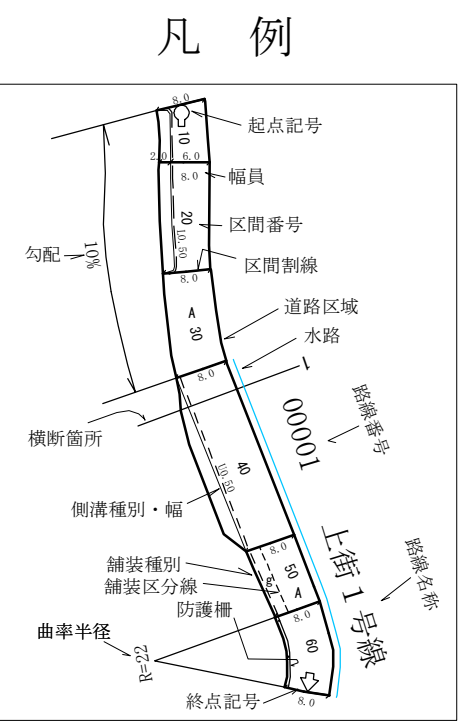 凡 例
8.0
起点記号
10
2.0 6.0
8.0
幅員
20
区間番号
U0.50
勾配
10%
区間割線
8.0
道路区域
A
30
水路
8.0
1
横断箇所
路線番号
00001
40
U0.50
側溝種別・幅
上街1号線
8.0
舗装種別
50
路線名称
g
舗装区分線
A
防護柵
8.0
曲率半径
60
R=22
終点記号
8.0